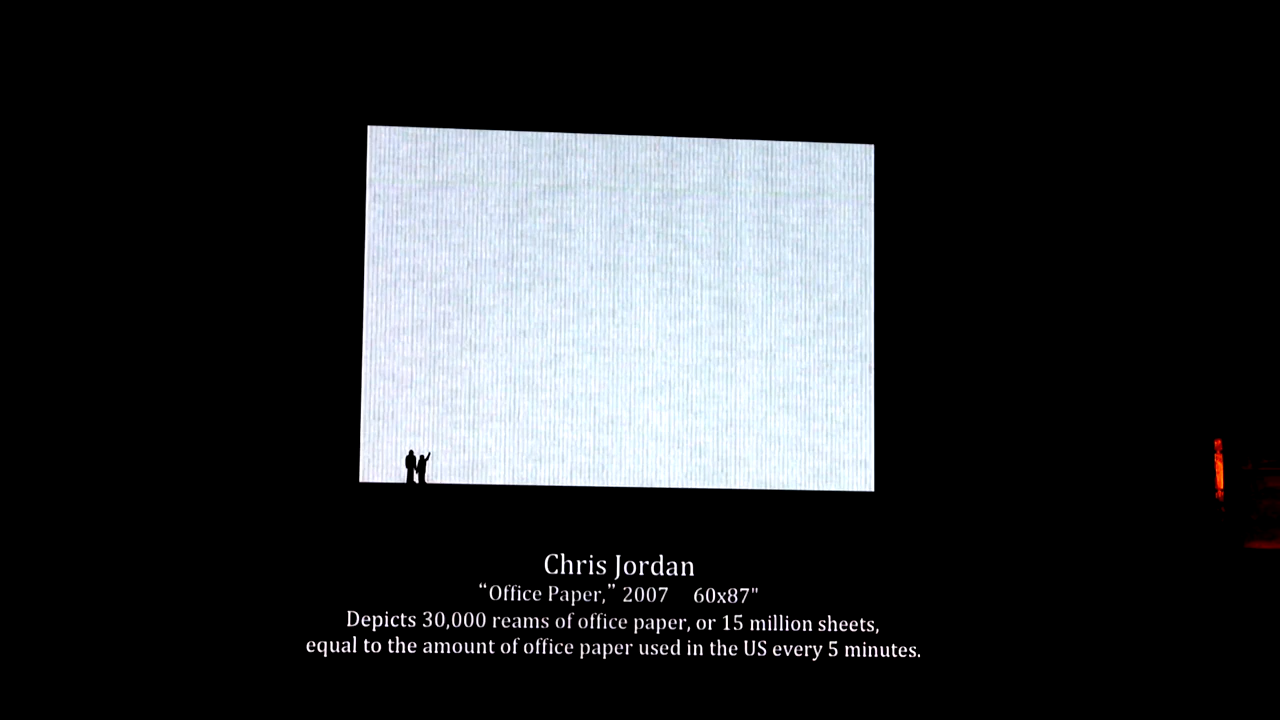 Chris Jordan
“Office Paper,” 2007 60x87"
Depicts 30,000 reams of office paper, or 15 million sheets,
equal to the amount of office paper used in the US every 5 minutes.